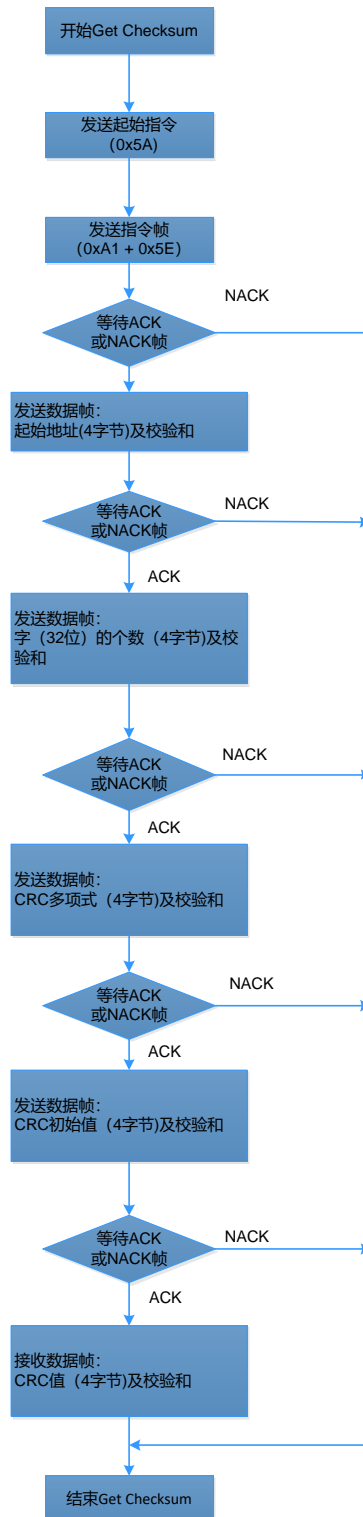 开始Get Checksum
发送起始指令
（0x5A)
发送指令帧
（0xA1 + 0x5E）
NACK
等待ACK
或NACK帧
发送数据帧：
起始地址(4字节)及校验和
NACK
等待ACK
或NACK帧
ACK
发送数据帧：
字（32位）的个数（4字节)及校
验和
NACK
等待ACK
或NACK帧
ACK
发送数据帧：
CRC多项式（4字节)及校验和
NACK
等待ACK
或NACK帧
ACK
发送数据帧：
CRC初始值（4字节)及校验和
NACK
等待ACK
或NACK帧
ACK
接收数据帧：
CRC值（4字节)及校验和
结束Get Checksum